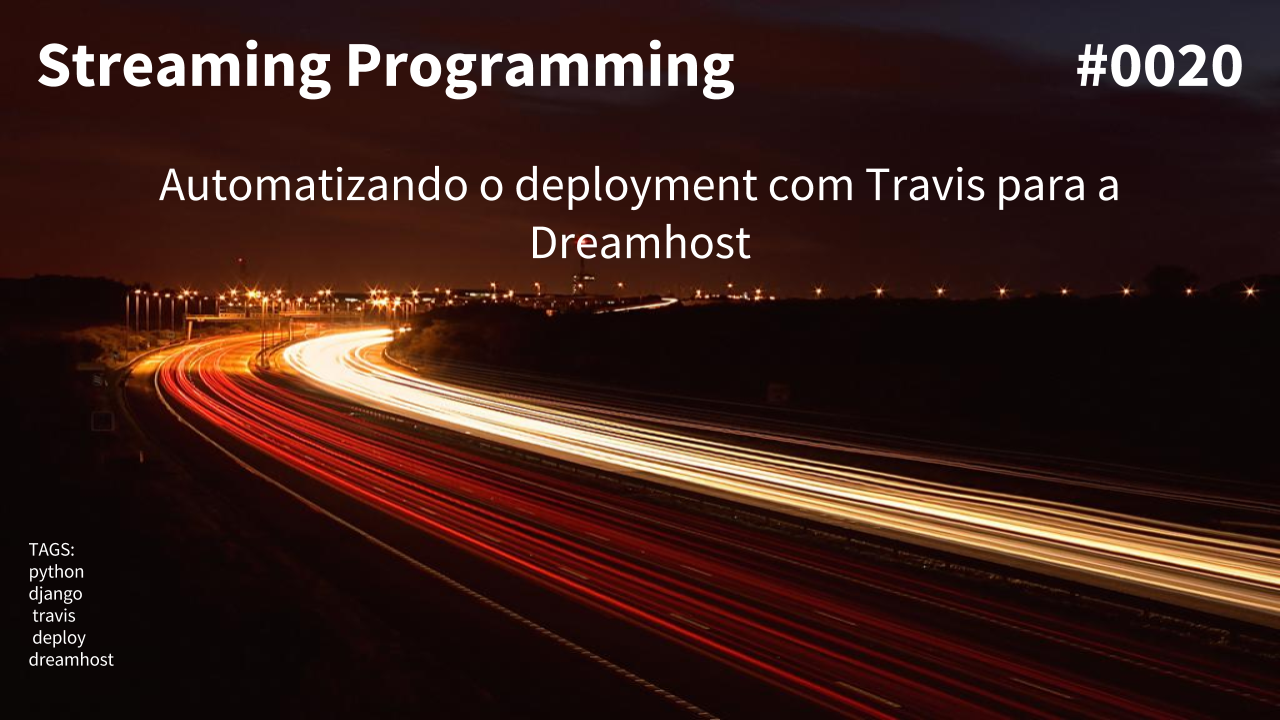 Streaming Programming #0020
Automatizando o deployment com Travis para a
Dreamhost
TAGS:
python
django
travis
deploy
dreamhost